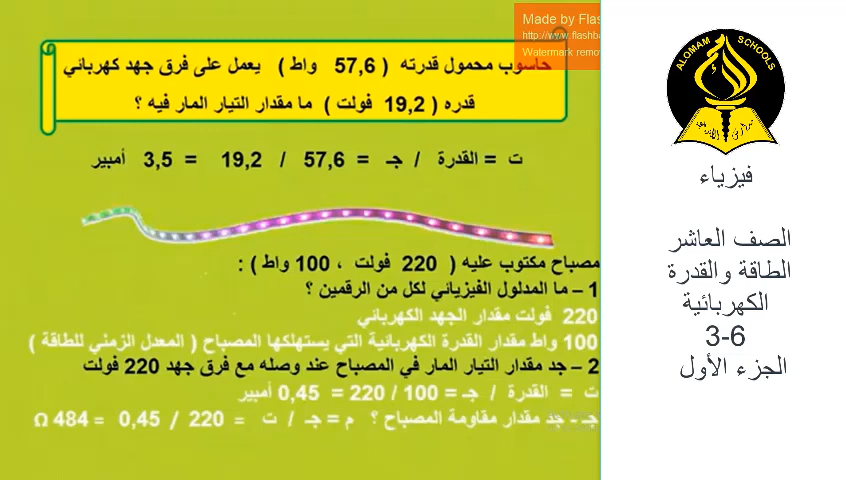 Made by Flas
http://www.flashba
Watermark remov
حاسوب محمول قدرته ( 57,6 واط ) يعمل على فرق جهد كهربائي
قدره ( 19,2 فولت ) ما مقدار التيار المار فيه ؟
ت = القدرة / جـ = 57,6 / 19,2 = 3,5 أمبير
مصباح مكتوب عليه ( 220 فولت ، 100 واط ) :
1 – ما المدلول الفيزيائي لكل من الرقمين ؟
220 فولت مقدار الجهد الكهربائي
100 واط مقدار القدرة الكهربائية التي يستهلكها المصباح ( المعدل الزمني للطاقة )
2 – جد مقدار التيار المار في المصباح عند وصله مع فرق جهد 220 فولت
ت = القدرة / جـ = 100 / 220 = 0,45 أمبير
جـ - جد مقدار مقاومة المصباح ؟ م = جـ / ت = 220 / 0,45 = 484 Ω
ALOMAM SCHOOLS
فيزياء
الصف العاشر
الطاقة والقدرة
الكهربائية
3-6
الجزء الأول